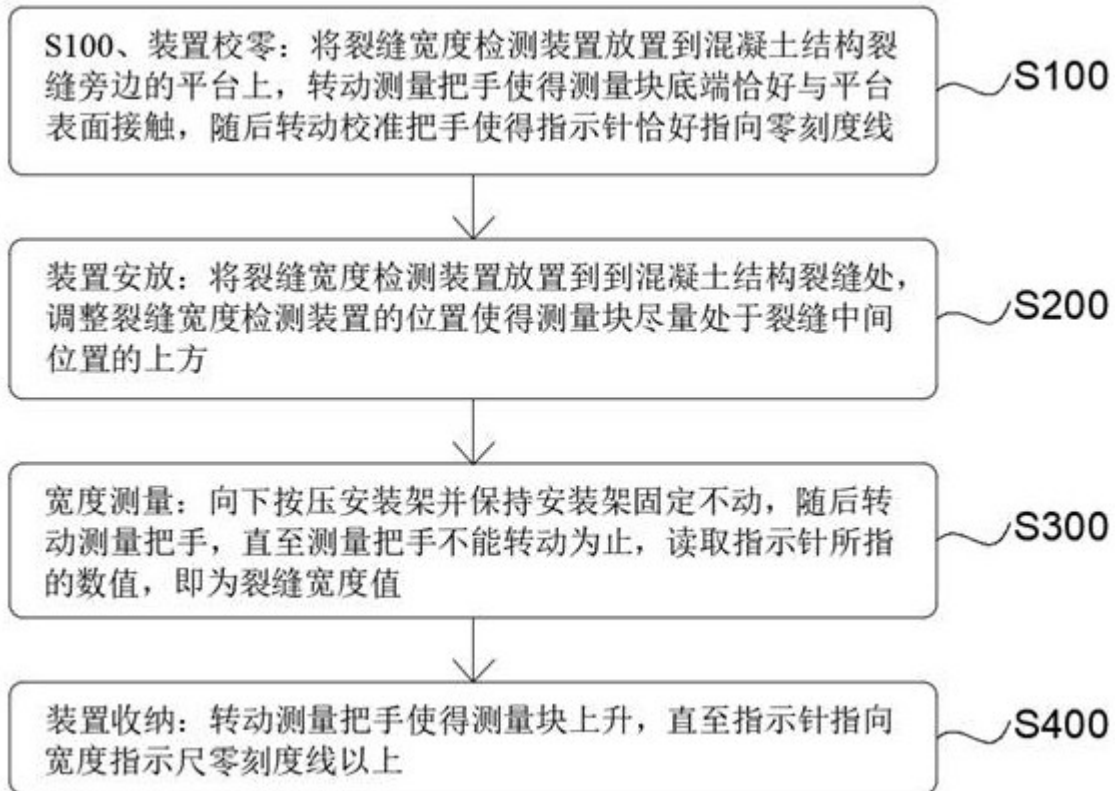 S100、装置校零：将裂缝宽度检测装置放置到混凝土结构裂
缝旁边的平台上，转动测量把手使得测量块底端恰好与平台
表面接触，随后转动校准把手使得指示针恰好指向零刻度线
S100
装置安放：将裂缝宽度检测装置放置到到混凝土结构裂缝处，
调整裂缝宽度检测装置的位置使得测量块尽量处于裂缝中间
位置的上方
S200
宽度测量：向下按压安装架并保持安装架固定不动，随后转
动测量把手，直至测量把手不能转动为止，读取指示针所指
的数值，即为裂缝宽度值
S300
装置收纳：转动测量把手使得测量块上升，直至指示针指向
宽度指示尺零刻度线以上
S400